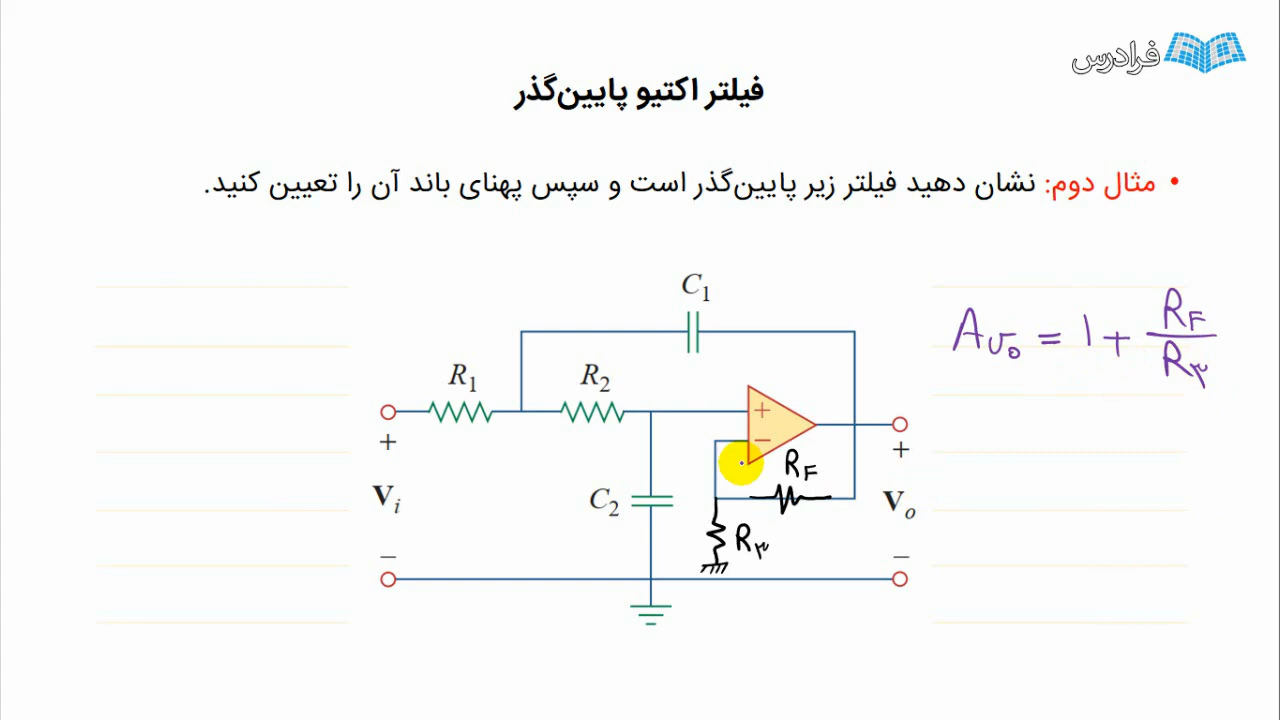 فرادرس
فیلتر اکتیو پایین‌گذر
• مثال دوم: نشان دهید فیلتر زیر پایین‌گذر است و سپس پهنای باند آن را تعیین کنید.
C1
R1
R2
+
−
+
Vi
−
C2
RF
R۳
+
Vo
−
Av0 = 1 + RF/R۳